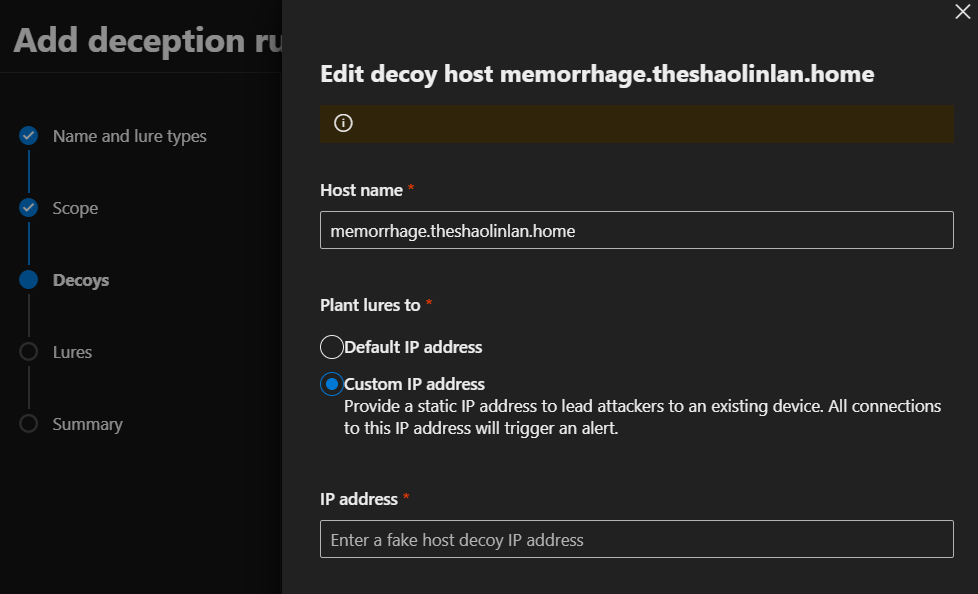 Add deception ru
Name and lure types
Scope
Decoys
Lures
Summary
Edit decoy host memorrhage.theshaolinlan.home
Host name *
memorrhage.theshaolinlan.home
Plant lures to *
Default IP address
Custom IP address
Provide a static IP address to lead attackers to an existing device. All connections
to this IP address will trigger an alert.
IP address *
Enter a fake host decoy IP address